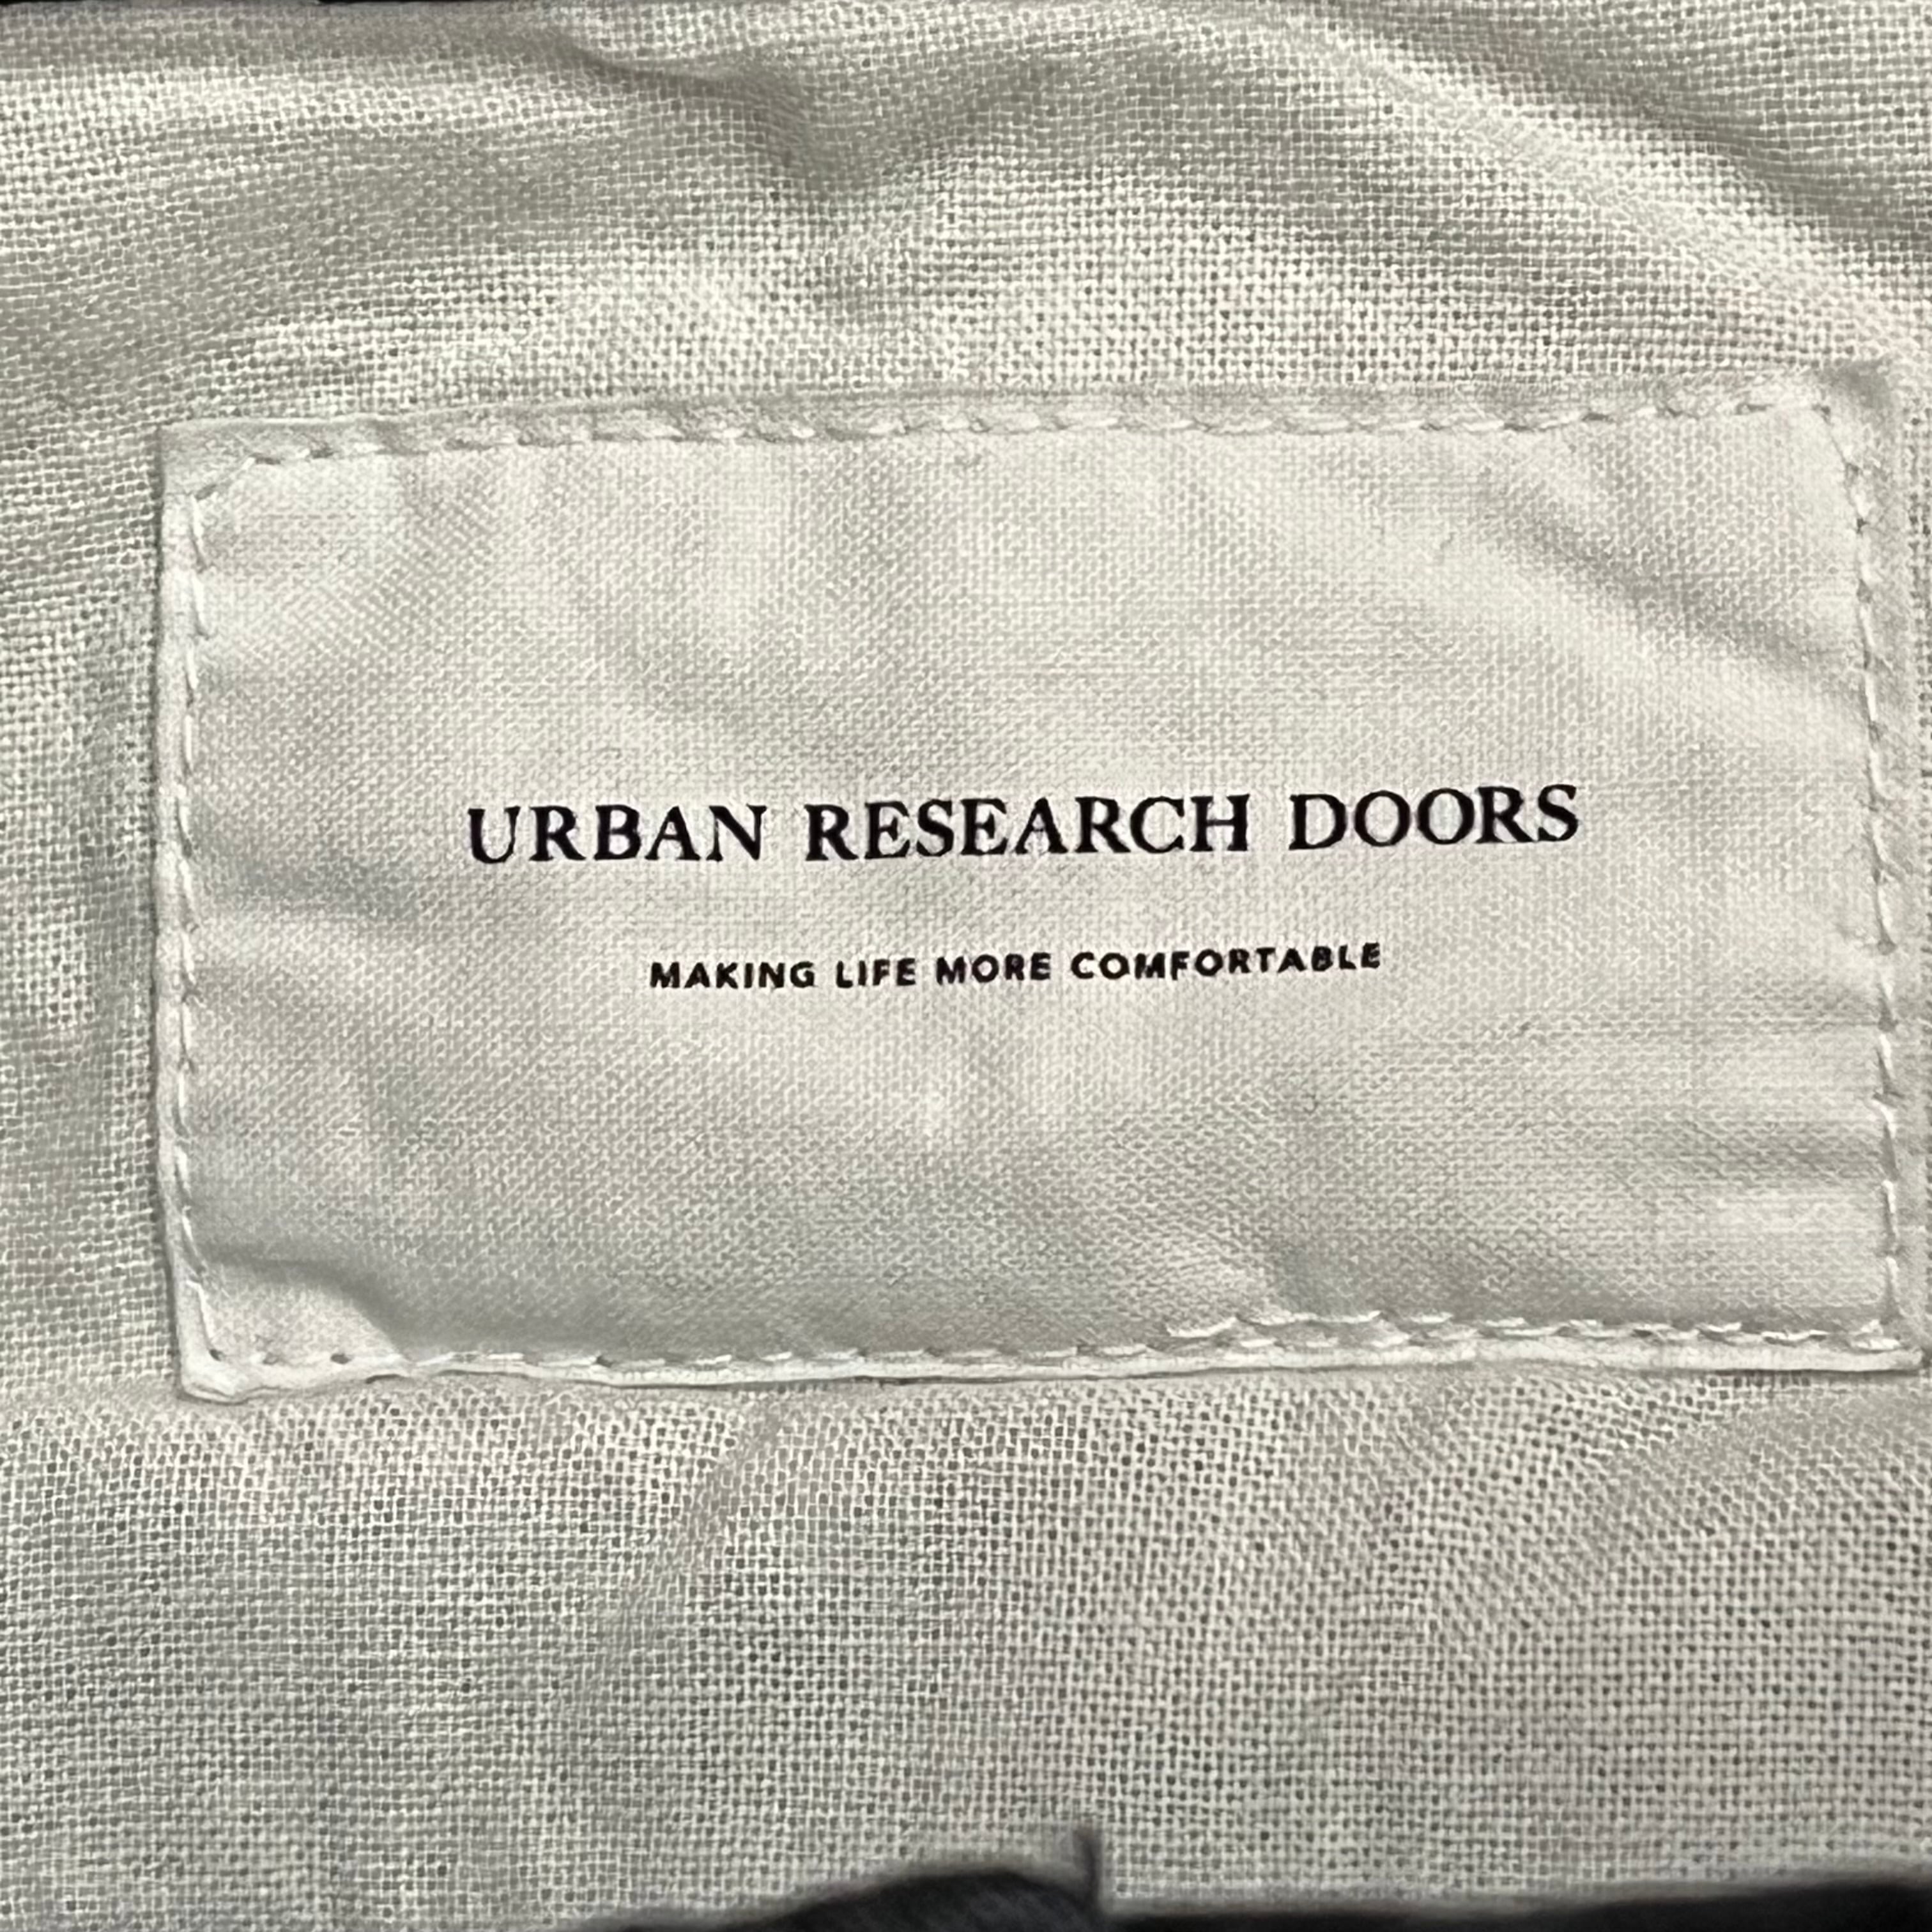 URBAN RESEARCH DOORS
MAKING LIFE MORE COMFORTABLE